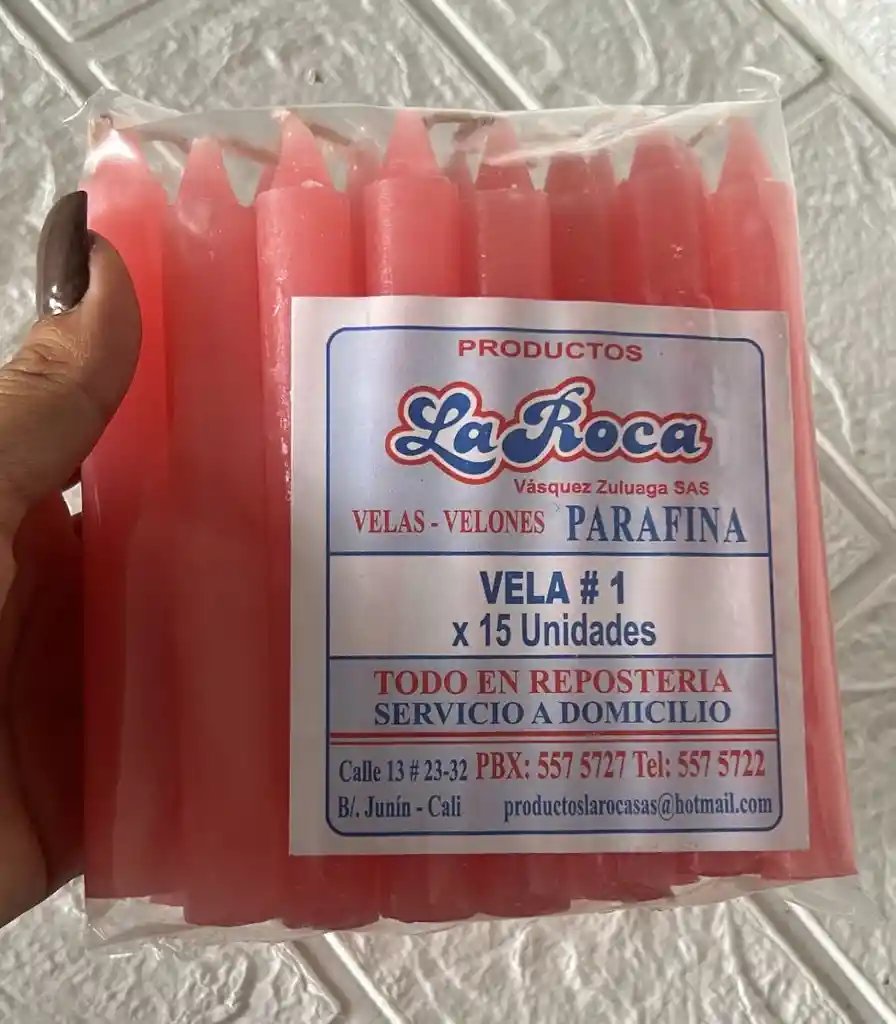 PRODUCTOS
La Roca
Vásquez Zuluaga SAS
VELAS - VELONES PARAFINA
VELA # 1
x 15 Unidades
TODO EN REPOSTERIA
SERVICIO A DOMICILIO
Calle 13 # 23-32 PBX: 557 5727 Tel: 557 5722
B/. Junín - Cali productoslarocasas@hotmail.com